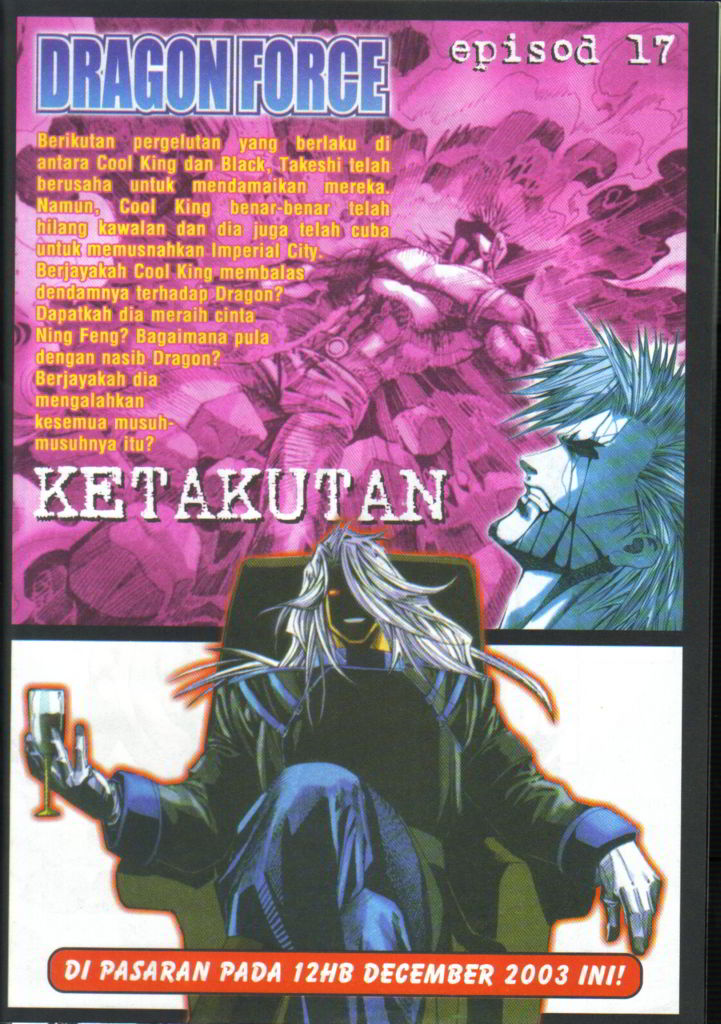 DRAGON FORCE
episod 17
Berikutan pergelutan yang berlaku di
antara Cool King dan Black, Takeshi telah
berusaha untuk mendamaikan mereka.
Namun, Cool King benar-benar telah
hilang kawalan dan dia juga telah cuba
untuk memusnahkan Imperial City.
Berjayakah Cool King membalas
dendamnya terhadap Dragon?
Dapatkah dia meraih cinta
Ning Feng? Bagaimana pula
dengan nasib Dragon?
Berjayakah dia
mengalahkan
kesemua musuh-
musuhnya itu?
KETAKUTAN
DI PASARAN PADA 12HB DECEMBER 2003 INI!